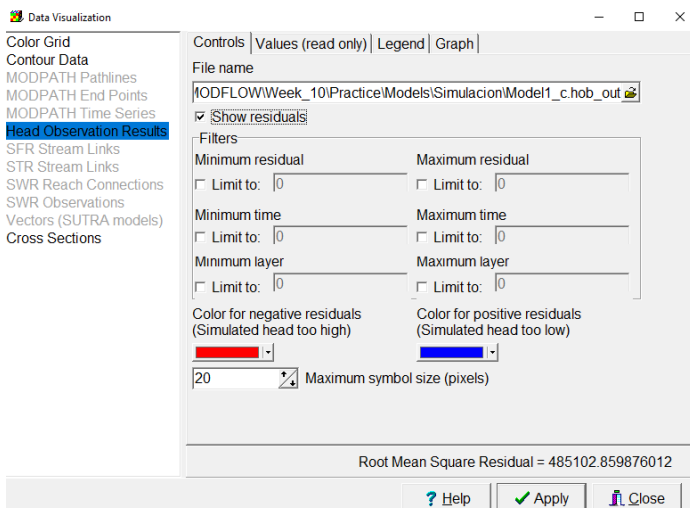 Data Visualization
Color Grid
Contour Data
MODPATH Pathlines
MODPATH End Points
MODPATH Time Series
Head Observation Results
SFR Stream Links
STR Stream Links
SWR Reach Connections
SWR Observations
Vectors (SUTRA models)
Cross Sections
Controls Values (read only) Legend Graph
File name
MODFLOW\Week_10\Practice\Models\Simulacion\Model1_c.hob_out
Show residuals
Filters
Minimum residual Maximum residual
Limit to: 0 Limit to: 0
Minimum time Maximum time
Limit to: 0 Limit to: 0
Minimum layer Maximum layer
Limit to: 0 Limit to: 0
Color for negative residuals Color for positive residuals
(Simulated head too high) (Simulated head too low)
20 Maximum symbol size (pixels)
Root Mean Square Residual = 485102.859876012
? Help Apply Close